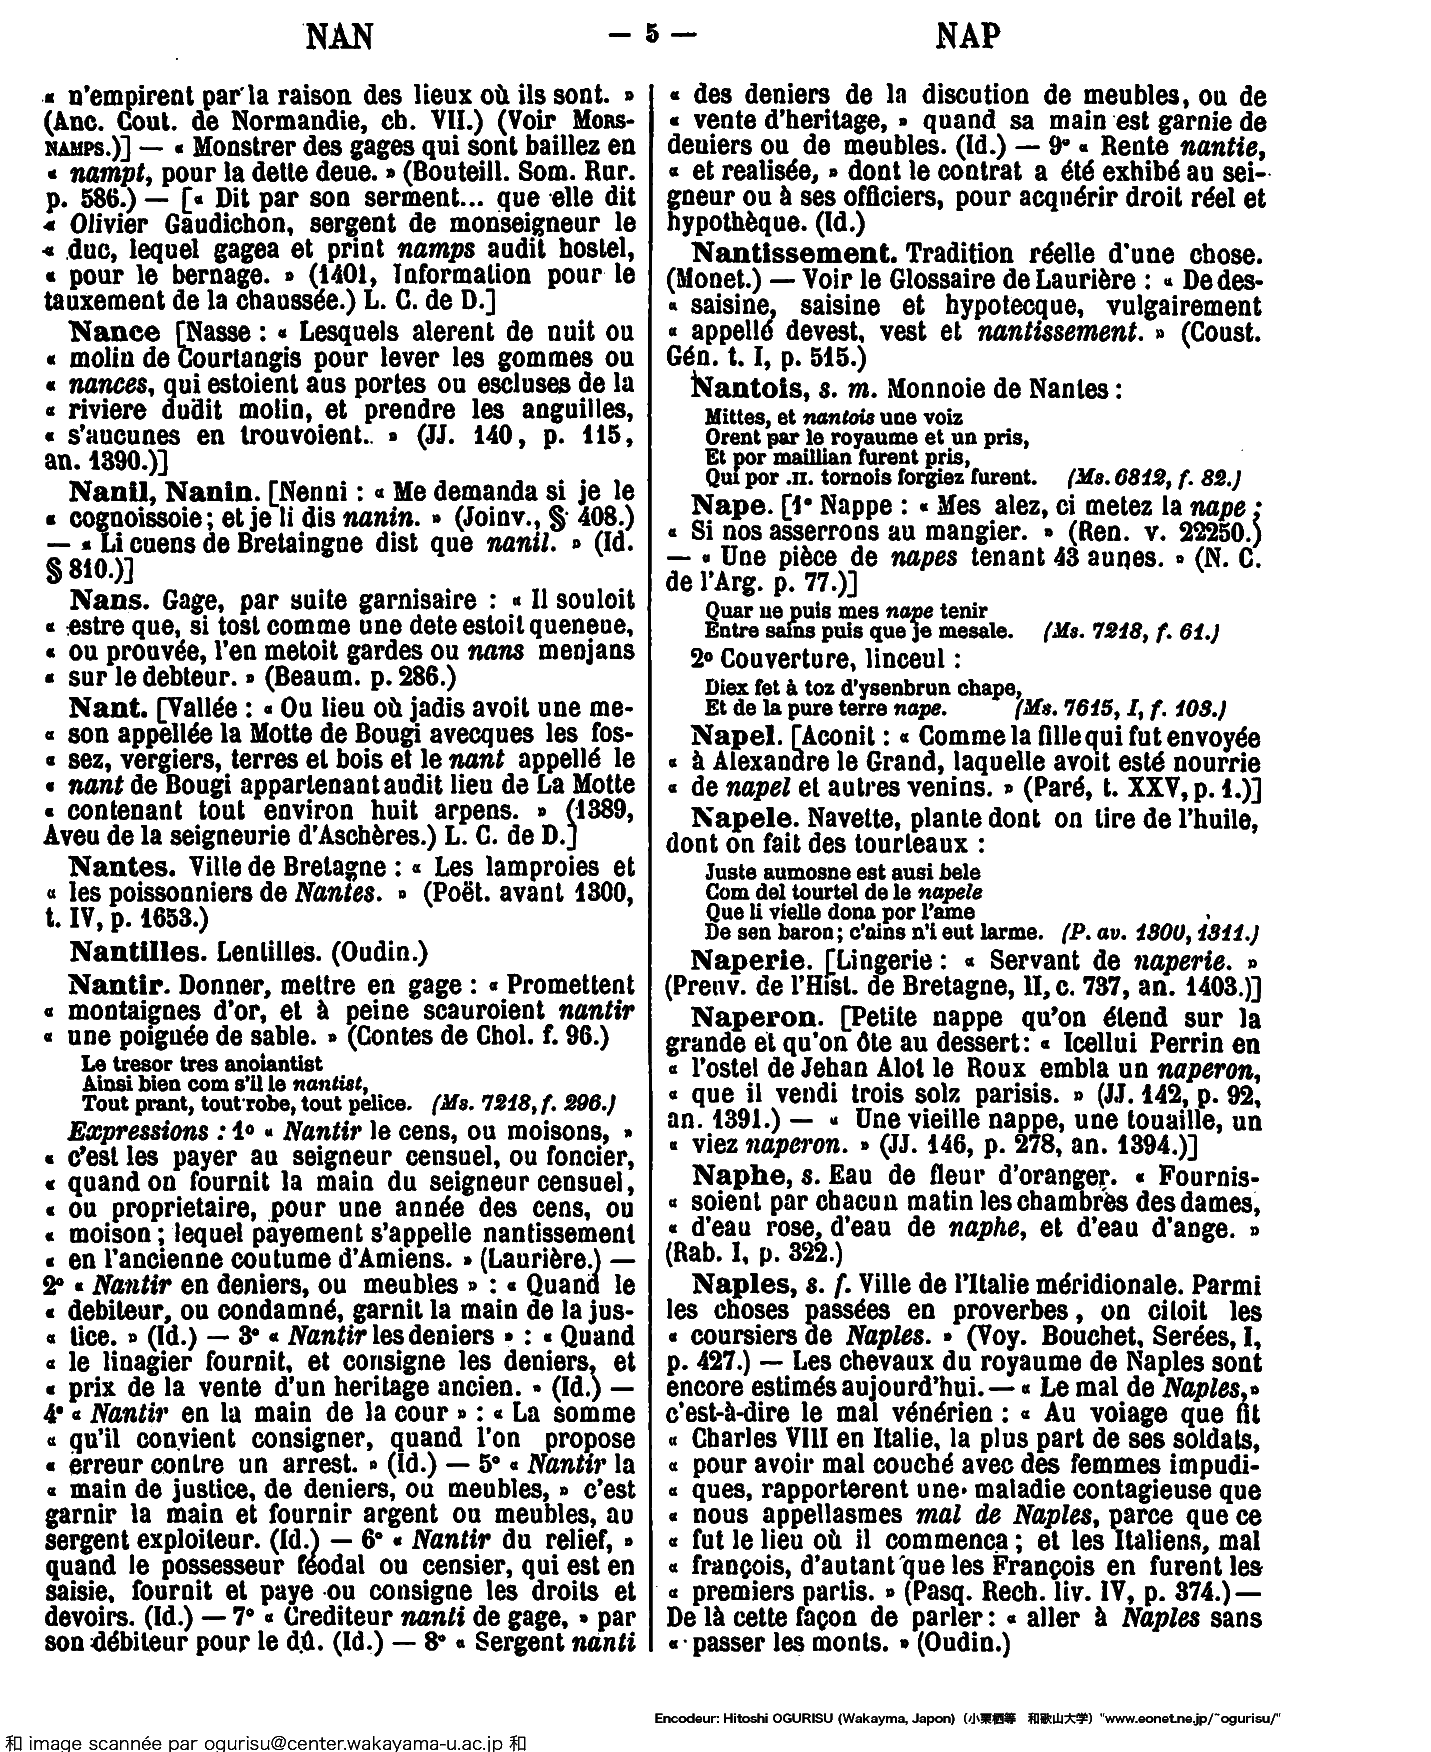 NAN — 5 — NAP
« n'empirent par la raison des lieux où ils sont. »
(Anc. Cout. de Normandie, ch. VII.) (Voir MORS-
NAMPS.)] — « Monstrer des gages qui sont baillez en
« nampt, pour la dette deue. » (Bouteill. Som. Rur.
p. 586.) — [« Dit par son serment... que elle dit
« Olivier Gaudichon, sergent de monseigneur le
« duc, lequel gagea et print namps audit hostel,
« pour le bernage. » (1401, Information pour le
tauxement de la chaussée.) L. C. de D.]
Nance [Nasse : « Lesquels alerent de nuit ou
« molin de Courtangis pour lever les gommes ou
« nances, qui estoient aus portes ou escluses de la
« riviere dudit molin, et prendre les anguilles,
« s'aucunes en trouvoient. » (JJ. 140, p. 115,
an. 1390.)]
Nanil, Nanin. [Nenni : « Me demanda si je le
« cognoissoie ; et je li dis nanin. » (Joinv., § 408.)
— « Li cuens de Bretaingne dist que nanil. » (Id.
§ 810.)]
Nans. Gage, par suite garnisaire : « Il souloit
« estre que, si tost comme une dete estoit queneue,
« ou prouvée, l'en metoit gardes ou nans menjans
« sur le debteur. » (Beaum. p. 286.)
Nant. [Vallée : « Ou lieu où jadis avoit une me-
« son appellée la Motte de Bougi avecques les fos-
« sez, vergiers, terres et bois et le nant appellé le
« nant de Bougi appartenant audit lieu de La Motte
« contenant tout environ huit arpens. » (1389,
Aveu de la seigneurie d'Aschères.) L. C. de D.]
Nantes. Ville de Bretagne : « Les lamproies et
« les poissonniers de Nantes. » (Poët. avant 1300,
t. IV, p. 1653.)
Nantilles. Lentilles. (Oudin.)
Nantir. Donner, mettre en gage : « Promettent
« montaignes d'or, et à peine scauroient nantir
« une poignée de sable. » (Contes de Chol. f. 96.)
Le tresor tres anoiantist
Ainsi bien com s'il le nantist,
Tout prant, tout robe, tout pelice. (Ms. 7218, f. 296.)
Expressions : 1° « Nantir le cens, ou moisons, »
« c'est les payer au seigneur censuel, ou foncier,
« quand on fournit la main du seigneur censuel,
« ou proprietaire, pour une année des cens, ou
« moison ; lequel payement s'appelle nantissement
« en l'ancienne coutume d'Amiens. » (Laurière.) —
2° « Nantir en deniers, ou meubles » : « Quand le
« debiteur, ou condamné, garnit la main de la jus-
« tice. » (Id.) — 3° « Nantir les deniers » : « Quand
« le linagier fournit, et consigne les deniers, et
« prix de la vente d'un heritage ancien. » (Id.) —
4° « Nantir en la main de la cour » : « La somme
« qu'il convient consigner, quand l'on propose
« erreur contre un arrest. » (Id.) — 5° « Nantir la
« main de justice, de deniers, ou meubles, » c'est
garnir la main et fournir argent ou meubles, au
sergent exploiteur. (Id.) — 6° « Nantir du relief, »
quand le possesseur féodal ou censier, qui est en
saisie, fournit et paye ou consigne les droits et
devoirs. (Id.) — 7° « Crediteur nanti de gage, » par
son débiteur pour le dû. (Id.) — 8° « Sergent nanti
« des deniers de la discution de meubles, ou de
« vente d'heritage, » quand sa main est garnie de
deniers ou de meubles. (Id.) — 9° « Rente nantie,
« et realisée, » dont le contrat a été exhibé au sei-
gneur ou à ses officiers, pour acquérir droit réel et
hypothèque. (Id.)
Nantissement. Tradition réelle d'une chose.
(Monet.) — Voir le Glossaire de Laurière : « De des-
« saisine, saisine et hypotecque, vulgairement
« appellé devest, vest et nantissement. » (Coust.
Gén. t. I, p. 515.)
Nantois, s. m. Monnoie de Nantes :
Mittes, et nantois une voiz
Orent par le royaume et un pris,
Et por maillian furent pris,
Qui por .II. tornois forgiez furent. (Ms. 6812, f. 82.)
Nape. [1° Nappe : « Mes alez, ci metez la nape ;
« Si nos asserrons au mangier. » (Ren. v. 22250.)
— « Une pièce de napes tenant 43 aunes. » (N. C.
de l'Arg. p. 77.)]
Quar ne puis mes nape tenir
Entre sains puis que je mesale. (Ms. 7218, f. 61.)
2° Couverture, linceul :
Diex fet à toz d'ysenbrun chape,
Et de la pure terre nape. (Ms. 7615, I, f. 103.)
Napel. [Aconit : « Comme la fille qui fut envoyée
« à Alexandre le Grand, laquelle avoit esté nourrie
« de napel et autres venins. » (Paré, t. XXV, p. 1.)]
Napele. Navette, plante dont on tire de l'huile,
dont on fait des tourteaux :
Juste aumosne est ausi bele
Com del tourtel de le napele
Que li vielle dona por l'ame
De sen baron ; c'ains n'i eut larme. (P. av. 1300, 1311.)
Naperie. [Lingerie : « Servant de naperie. »
(Preuv. de l'Hist. de Bretagne, II, c. 737, an. 1403.)]
Naperon. [Petite nappe qu'on étend sur la
grande et qu'on ôte au dessert : « Icellui Perrin en
« l'ostel de Jehan Alot le Roux embla un naperon,
« que il vendi trois solz parisis. » (JJ. 142, p. 92,
an. 1391.) — « Une vieille nappe, une touaille, un
« viez naperon. » (JJ. 146, p. 278, an. 1394.)]
Naphe, s. Eau de fleur d'oranger. « Fournis-
« soient par chacun matin les chambres des dames,
« d'eau rose, d'eau de naphe, et d'eau d'ange. »
(Rab. I, p. 322.)
Naples, s. f. Ville de l'Italie méridionale. Parmi
les choses passées en proverbes, on citoit les
« coursiers de Naples. » (Voy. Bouchet, Serées, I,
p. 427.) — Les chevaux du royaume de Naples sont
encore estimés aujourd'hui. — « Le mal de Naples, »
c'est-à-dire le mal vénérien : « Au voiage que fit
« Charles VIII en Italie, la plus part de ses soldats,
« pour avoir mal couché avec des femmes impudi-
« ques, rapporterent une maladie contagieuse que
« nous appellasmes mal de Naples, parce que ce
« fut le lieu où il commença ; et les Italiens, mal
« françois, d'autant que les François en furent les
« premiers partis. » (Pasq. Rech. liv. IV, p. 374.) —
De là cette façon de parler : « aller à Naples sans
« passer les monts. » (Oudin.)
Encodeur: Hitoshi OGURISU (Wakayma, Japon) (小栗栖等 和歌山大学) "www.eonet.ne.jp/~ogurisu/"
和 image scannée par ogurisu@center.wakayama-u.ac.jp 和